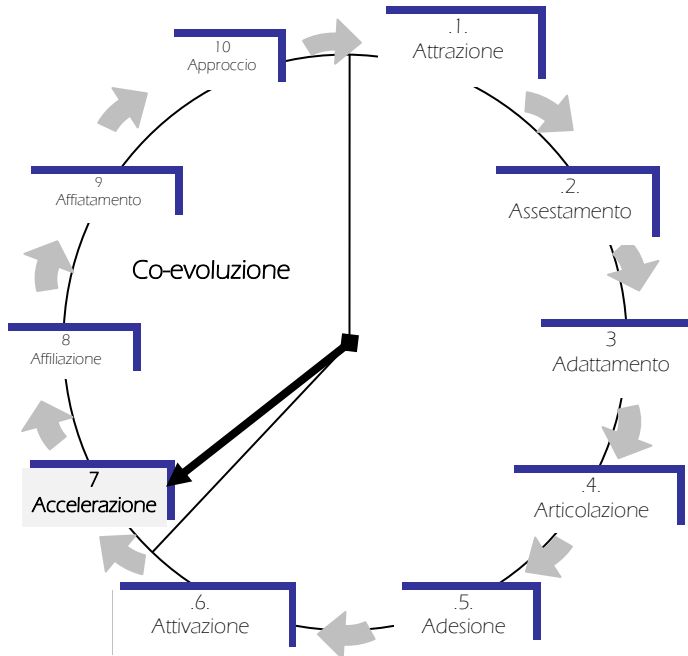 .1.
Attrazione
.2.
Assestamento
3
Adattamento
.4.
Articolazione
.5.
Adesione
.6.
Attivazione
7
Accelerazione
8
Affiliazione
9
Affiatamento
10
Approccio
Co-evoluzione